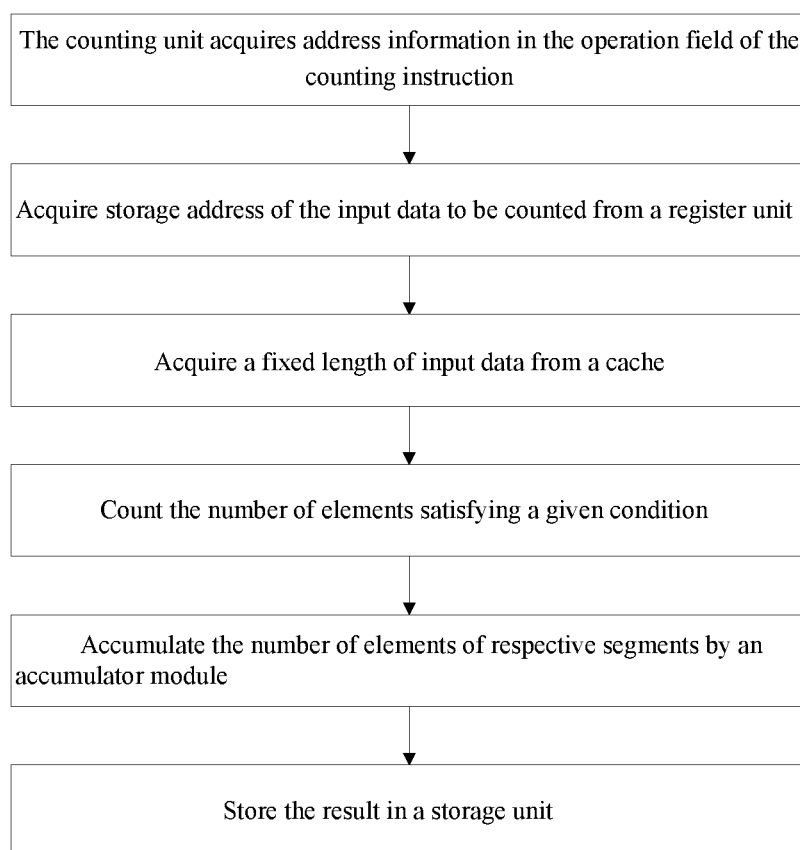 The counting unit acquires address information in the operation field of the
counting instruction
Acquire storage address of the input data to be counted from a register unit
Acquire a fixed length of input data from a cache
Count the number of elements satisfying a given condition
Accumulate the number of elements of respective segments by an
accumulator module
Store the result in a storage unit